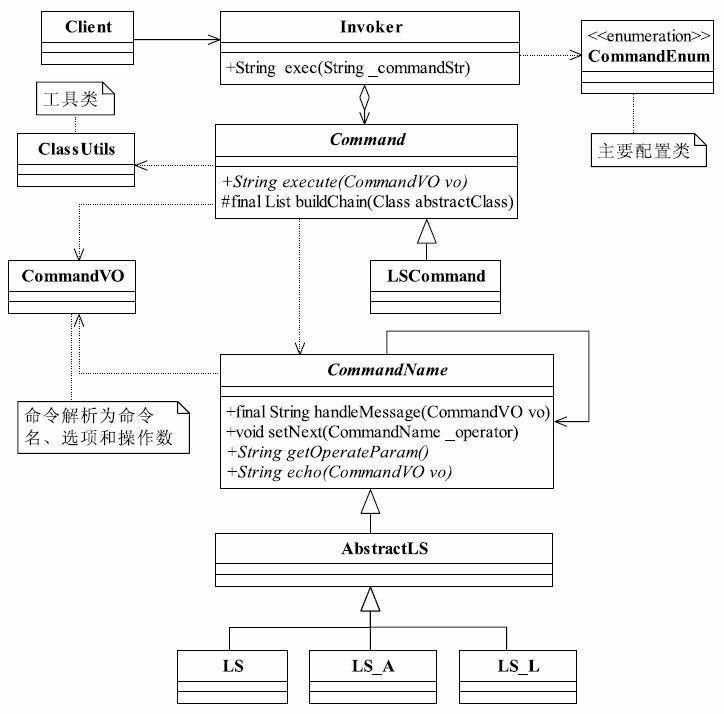 Client
Invoker
+String exec(String _commandStr)
<<enumeration>>
CommandEnum
工具类
ClassUtils
Command
+String execute(CommandVO vo)
#final List buildChain(Class abstractClass)
主要配置类
CommandVO
LSCommand
命令解析为命令
名、选项和操作数
CommandName
+final String handleMessage(CommandVO vo)
+void setNext(CommandName _operator)
+String getOperateParam()
+String echo(CommandVO vo)
AbstractLS
LS
LS_A
LS_L